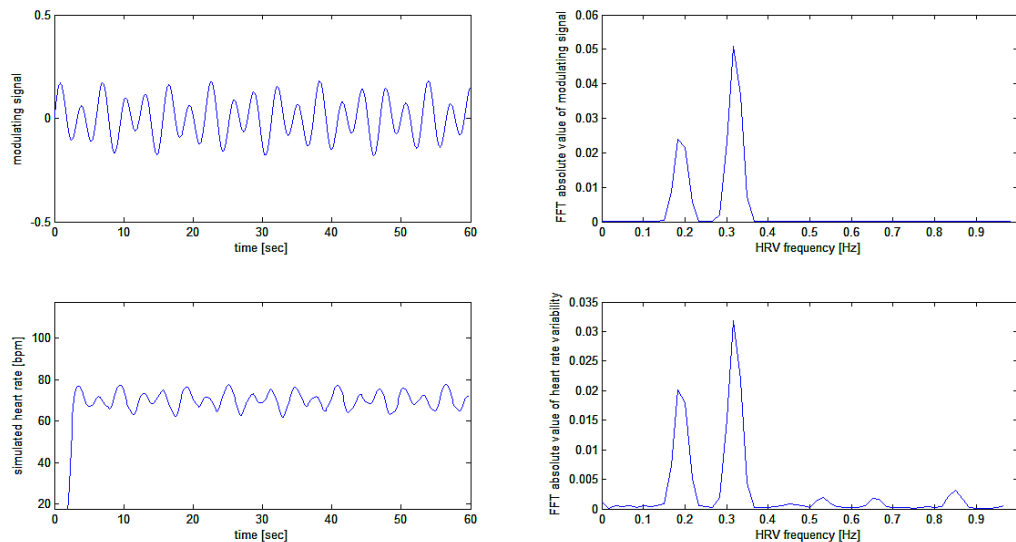 modulating signal
0.5
0
-0.5
0 10 20 30 40 50 60
time [sec]
FFT absolute value of modulating signal
0.06
0.05
0.04
0.03
0.02
0.01
0
0 0.1 0.2 0.3 0.4 0.5 0.6 0.7 0.8 0.9
HRV frequency [Hz]
simulated heart rate [bpm]
100
80
60
40
20
0 10 20 30 40 50 60
time [sec]
FFT absolute value of heart rate variability
0.035
0.03
0.025
0.02
0.015
0.01
0.005
0
0 0.1 0.2 0.3 0.4 0.5 0.6 0.7 0.8 0.9
HRV frequency [Hz]